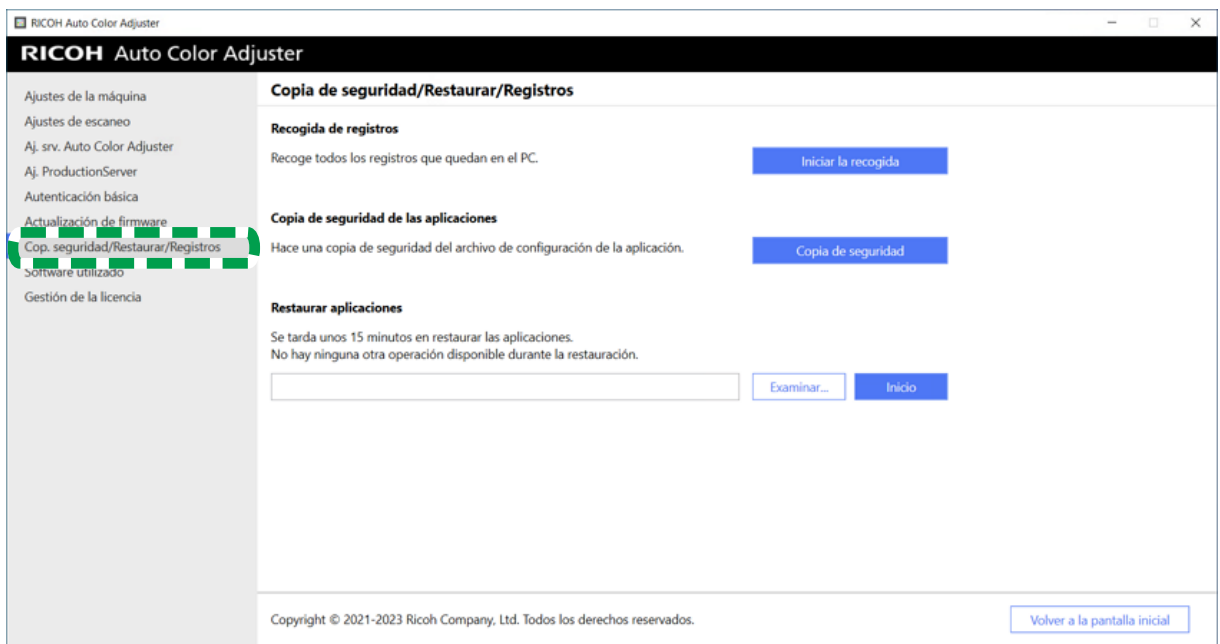 RICOH Auto Color Adjuster
RICOH Auto Color Adjuster
Ajustes de la máquina
Ajustes de escaneo
Aj. srv. Auto Color Adjuster
Aj. ProductionServer
Autenticación básica
Actualización de firmware
Cop. seguridad/Restaurar/Registros
Software utilizado
Gestión de la licencia
Copia de seguridad/Restaurar/Registros
Recogida de registros
Recoge todos los registros que quedan en el PC.
Iniciar la recogida
Copia de seguridad de las aplicaciones
Hace una copia de seguridad del archivo de configuración de la aplicación.
Copia de seguridad
Restaurar aplicaciones
Se tarda unos 15 minutos en restaurar las aplicaciones.
No hay ninguna otra operación disponible durante la restauración.
Examinar...
Inicio
Copyright © 2021-2023 Ricoh Company, Ltd. Todos los derechos reservados.
Volver a la pantalla inicial